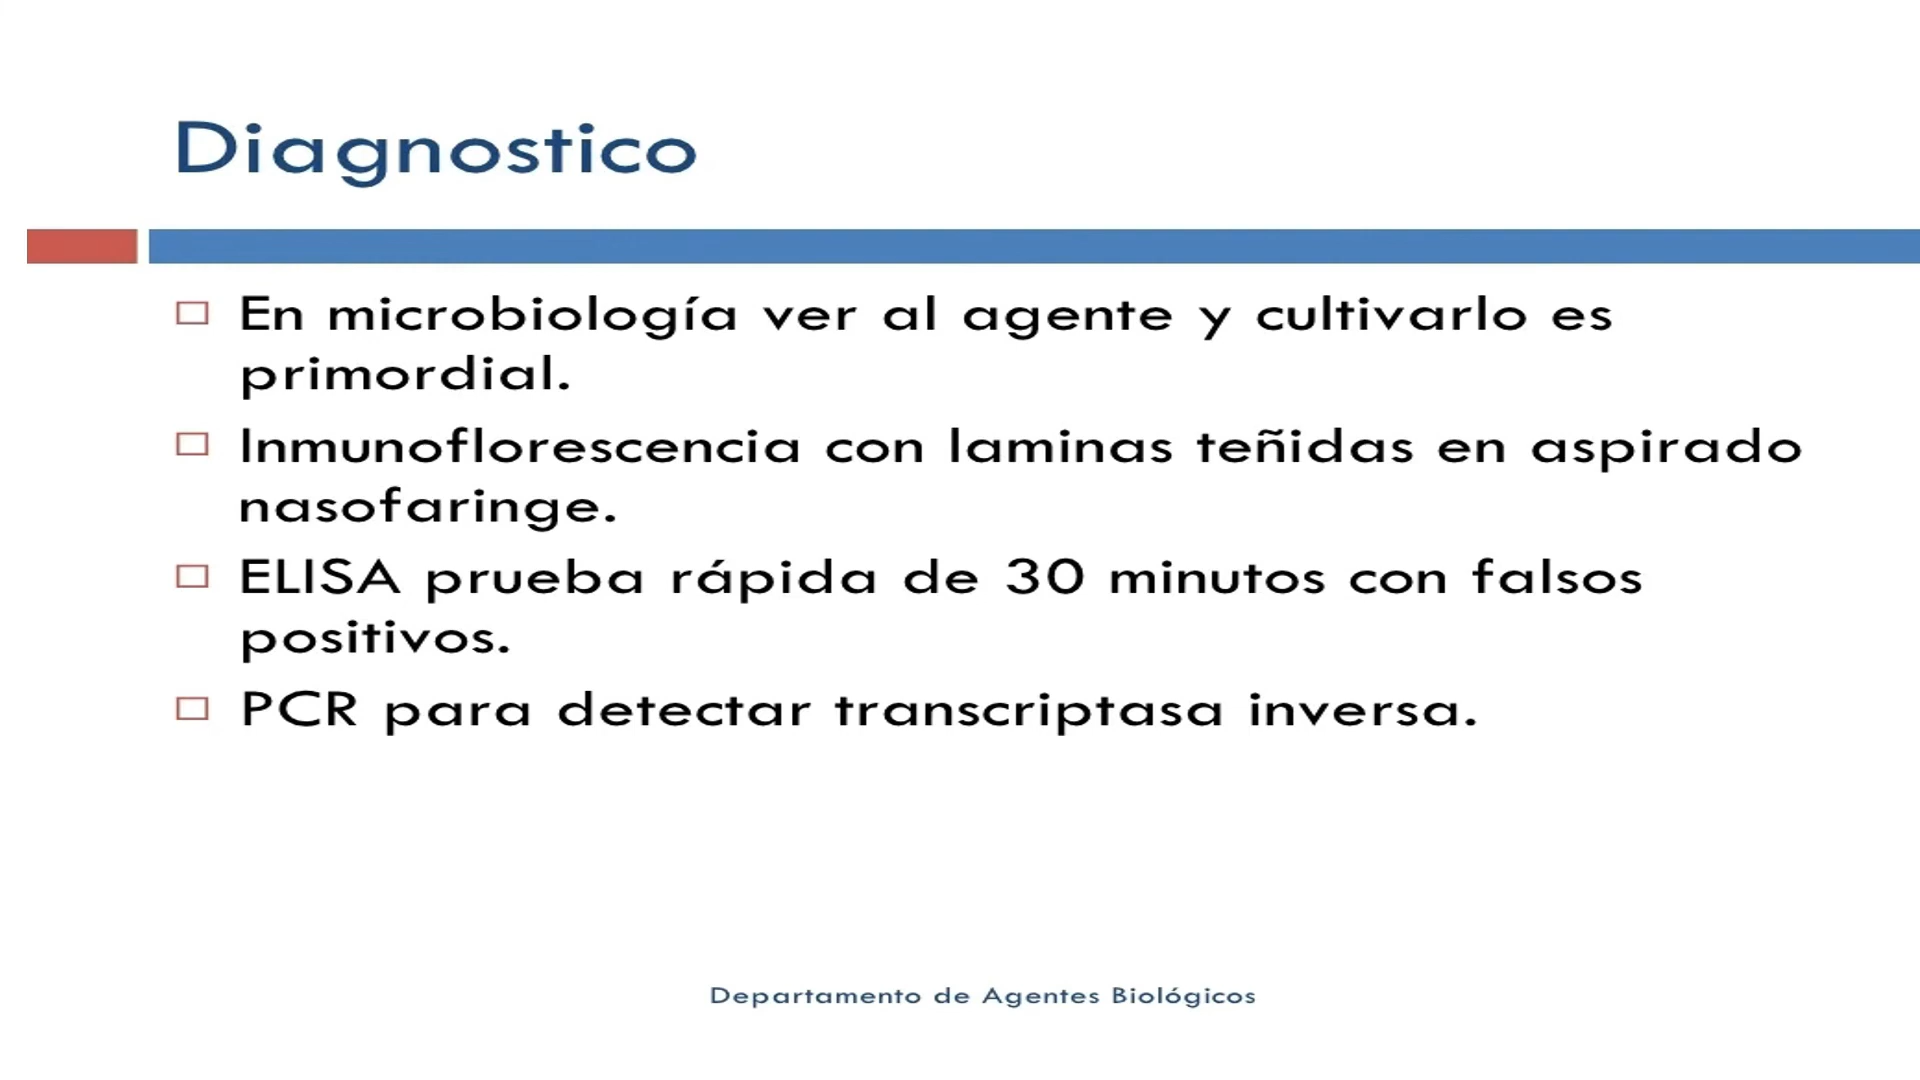 Diagnostico
En microbiología ver al agente y cultivarlo es
primordial.
Inmunoflorescencia con laminas teñidas en aspirado
nasofaringe.
ELISA prueba rápida de 30 minutos con falsos
positivos.
PCR para detectar transcriptasa inversa.
Departamento de Agentes Biológicos